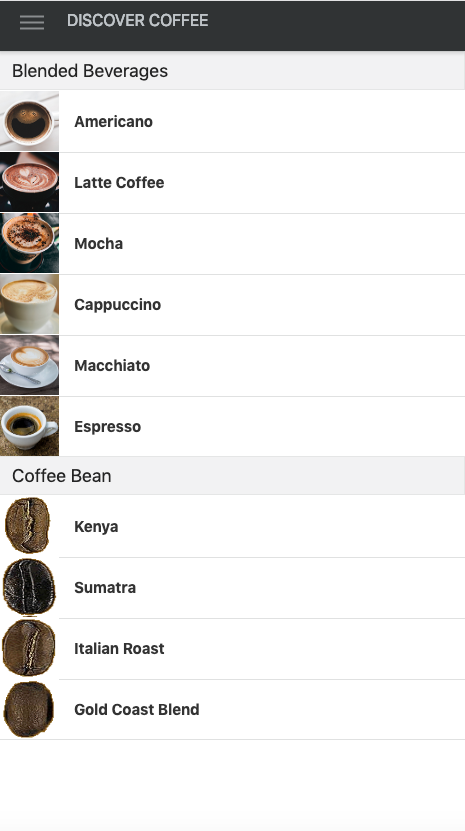 DISCOVER COFFEE
Blended Beverages
Americano
Latte Coffee
Mocha
Cappuccino
Macchiato
Espresso
Coffee Bean
Kenya
Sumatra
Italian Roast
Gold Coast Blend